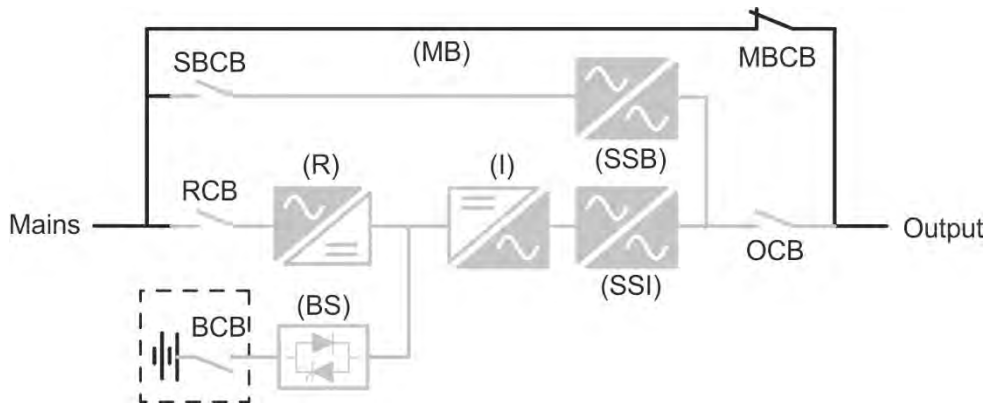 (MB)
MBCB
SBCB
(SSB)
(R)
(I)
RCB
Mains
Output
OCB
(SSI)
(BS)
BCB